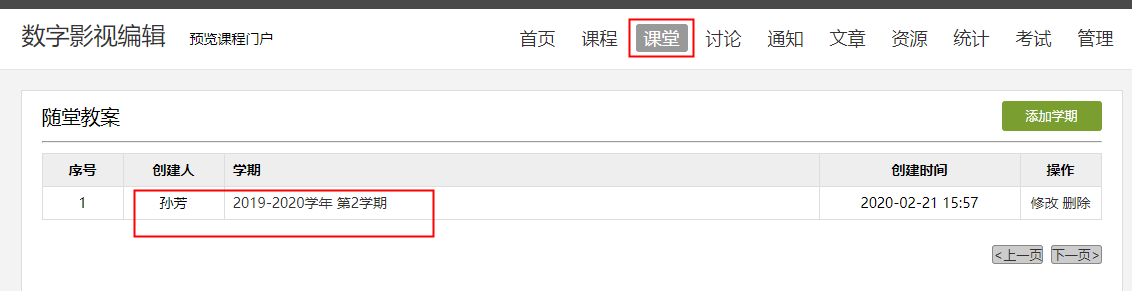 数字影视编辑 预览课程门户 首页 课程 课堂 讨论 通知 文章 资源 统计 考试 管理
随堂教案 添加学期
序号 创建人 学期 创建时间 操作
1 孙芳 2019-2020学年 第2学期 2020-02-21 15:57 修改 删除
<上一页 下一页>